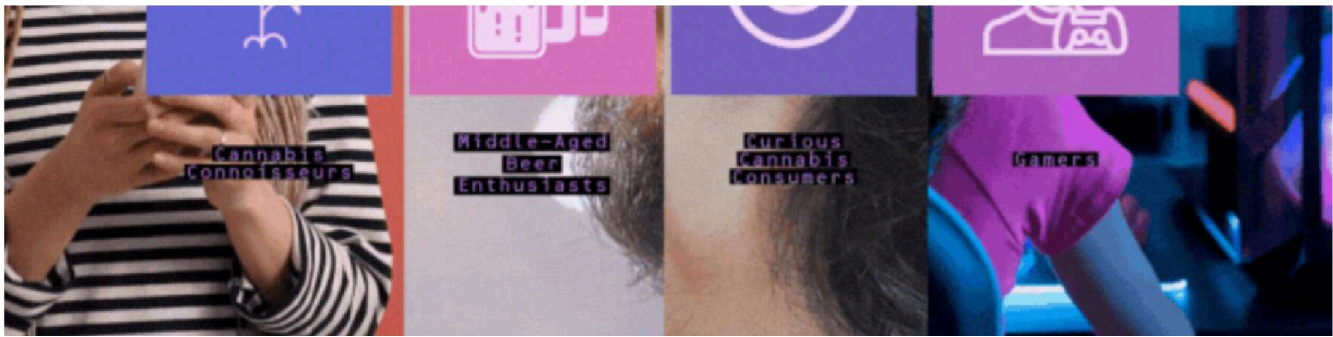 Cannabis
Connoisseurs
Middle-Aged
Beer
Enthusiasts
Curious
Cannabis
Consumers
Gamers